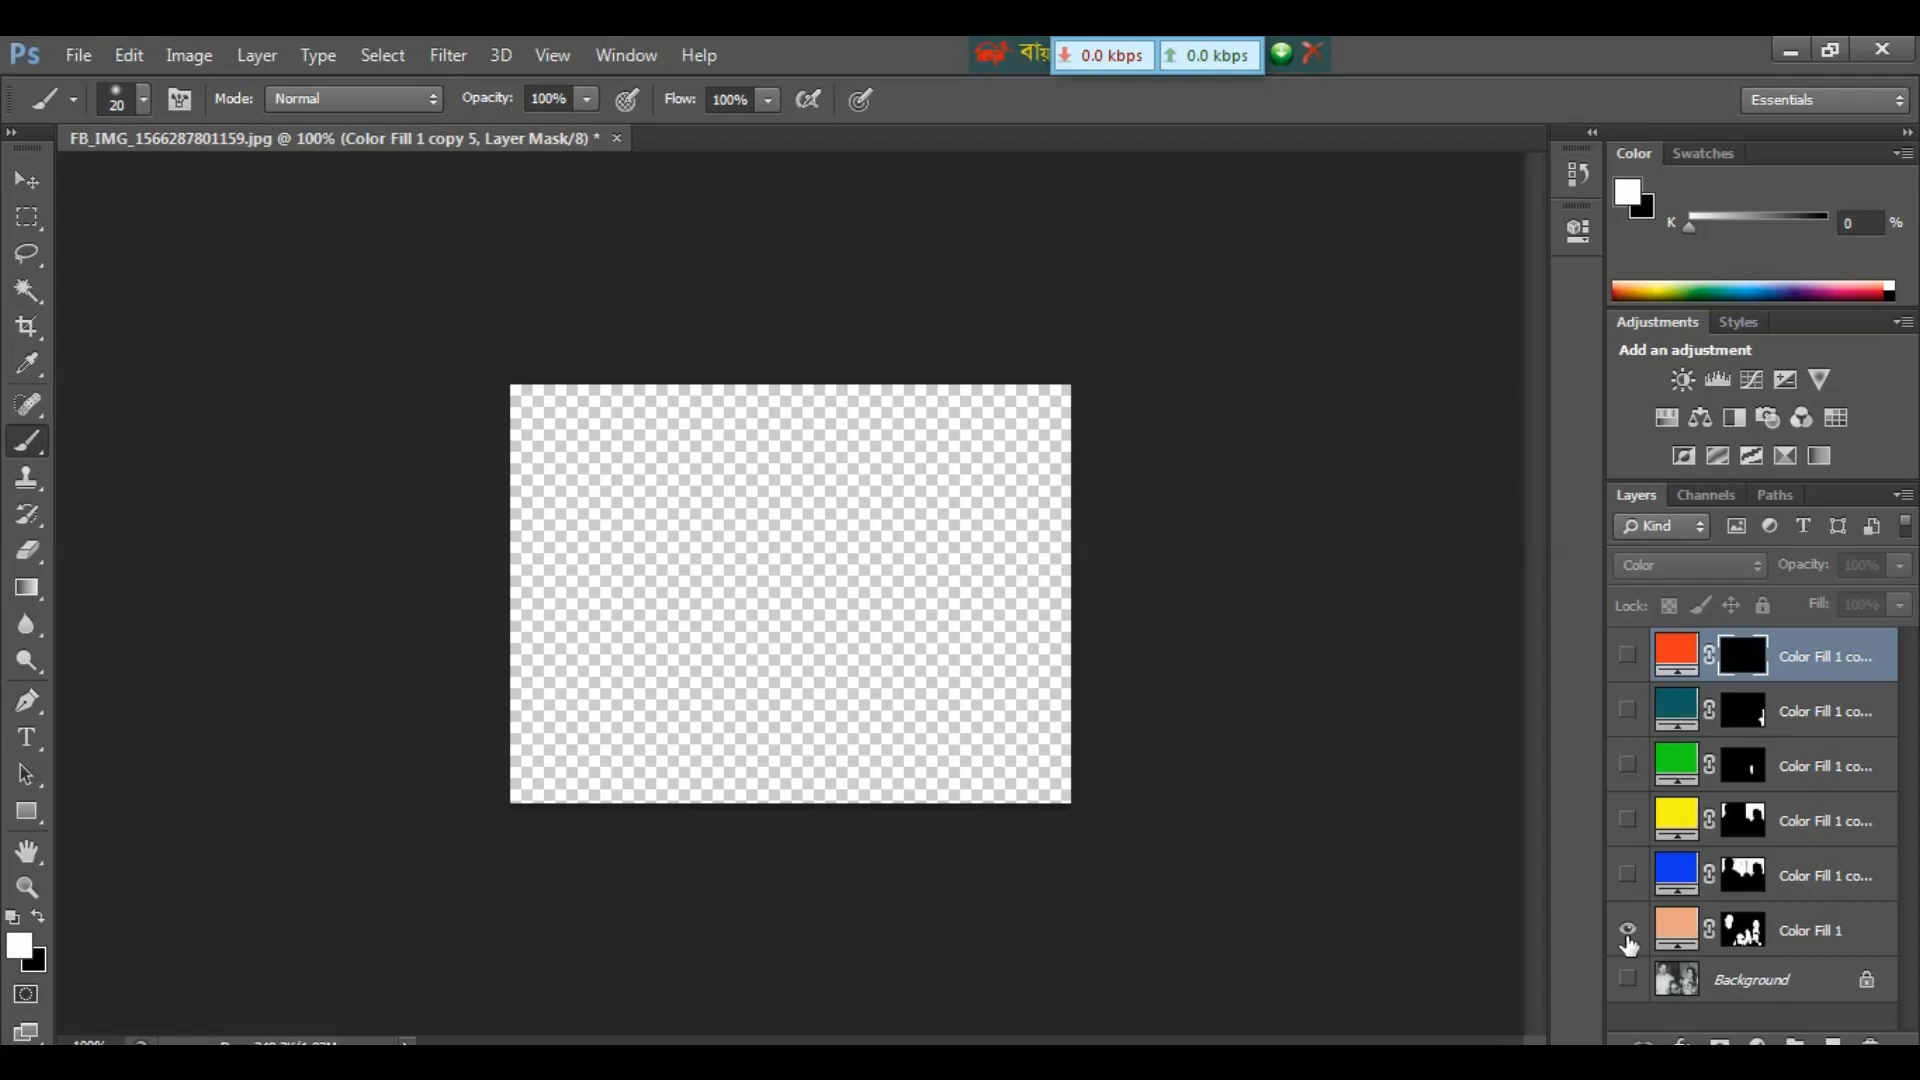 Ps File Edit Image Layer Type Select Filter 3D View Window Help
বায় 0.0 kbps 0.0 kbps
20 Mode: Normal Opacity: 100% Flow: 100% Essentials
FB_IMG_1566287801159.jpg @ 100% (Color Fill 1 copy 5, Layer Mask/8) *
Color Swatches
K 0 %
Adjustments Styles
Add an adjustment
Layers Channels Paths
Kind
Color Opacity: 100%
Lock: Fill: 100%
Color Fill 1 co...
Color Fill 1 co...
Color Fill 1 co...
Color Fill 1 co...
Color Fill 1 co...
Color Fill 1
Background